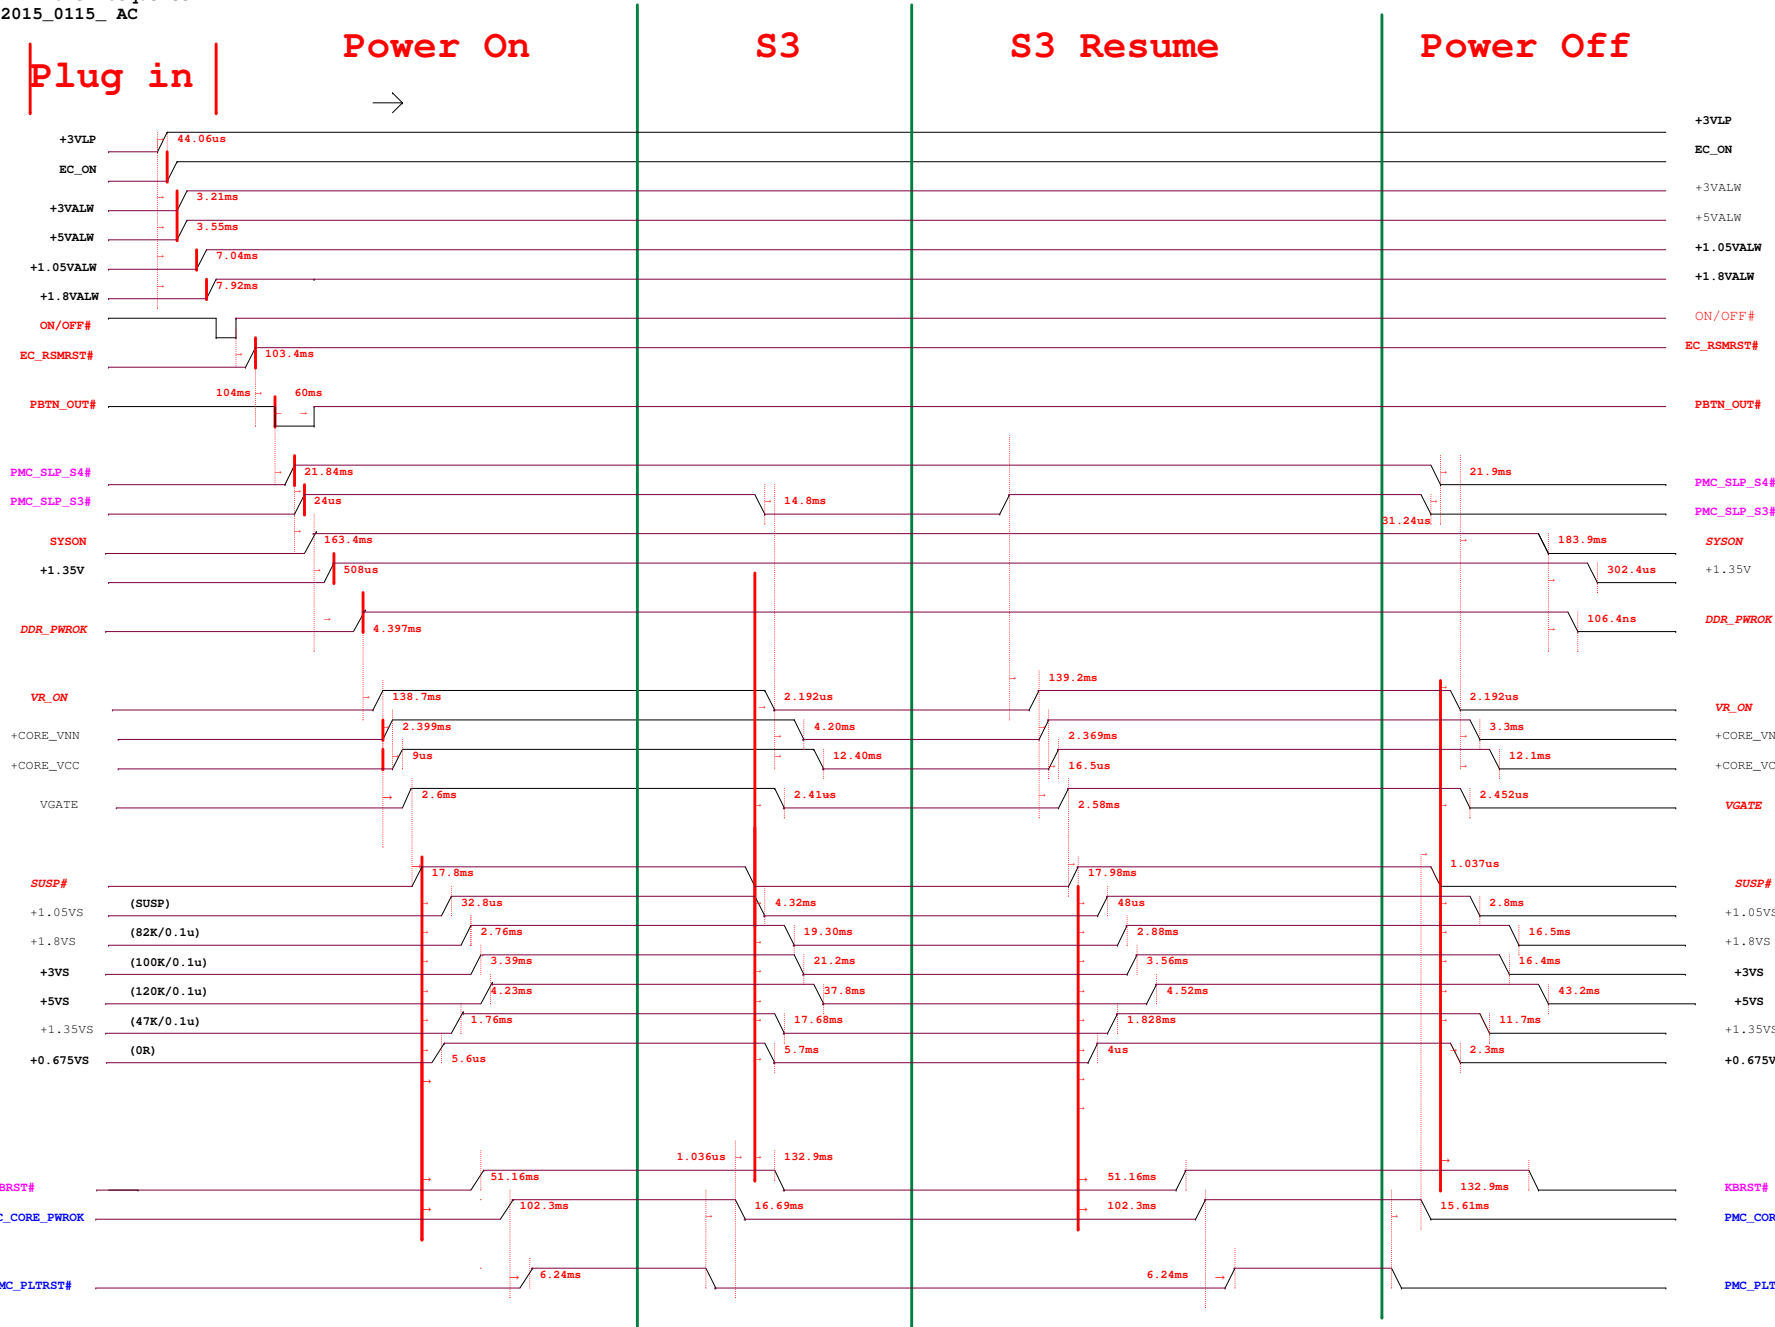 2015_0115_ AC
Power On
S3
S3 Resume
Power Off
Plug in
+3VLP
44.06us
+3VLP
EC_ON
EC_ON
+3VALW
3.21ms
+3VALW
+5VALW
3.55ms
+5VALW
+1.05VALW
7.04ms
+1.05VALW
+1.8VALW
7.92ms
+1.8VALW
ON/OFF#
ON/OFF#
EC_RSMRST#
103.4ms
EC_RSMRST#
104ms
60ms
PBTN_OUT#
PBTN_OUT#
PMC_SLP_S4#
21.84ms
21.9ms
PMC_SLP_S4#
PMC_SLP_S3#
24us
14.8ms
31.24us
PMC_SLP_S3#
SYSON
163.4ms
183.9ms
SYSON
+1.35V
508us
302.4us
+1.35V
DDR_PWROK
4.397ms
106.4ns
DDR_PWROK
139.2ms
VR_ON
138.7ms
2.192us
2.192us
VR_ON
+CORE_VNN
2.399ms
4.20ms
2.369ms
3.3ms
+CORE_VN
+CORE_VCC
9us
12.40ms
16.5us
12.1ms
+CORE_VC
VGATE
2.6ms
2.41us
2.58ms
2.452us
VGATE
SUSP#
17.8ms
17.98ms
1.037us
SUSP#
+1.05VS
(SUSP)
32.8us
4.32ms
48us
2.8ms
+1.05VS
+1.8VS
(82K/0.1u)
2.76ms
19.30ms
2.88ms
16.5ms
+1.8VS
+3VS
(100K/0.1u)
3.39ms
21.2ms
3.56ms
16.4ms
+3VS
+5VS
(120K/0.1u)
4.23ms
37.8ms
4.52ms
43.2ms
+5VS
+1.35VS
(47K/0.1u)
1.76ms
17.68ms
1.828ms
11.7ms
+1.35VS
+0.675VS
(0R)
5.6us
5.7ms
4us
2.3ms
+0.675V
1.036us
132.9ms
BRST#
51.16ms
51.16ms
132.9ms
KBRST#
C_CORE_PWROK
102.3ms
16.69ms
102.3ms
15.61ms
PMC_COR
MC_PLTRST#
6.24ms
6.24ms
PMC_PLT